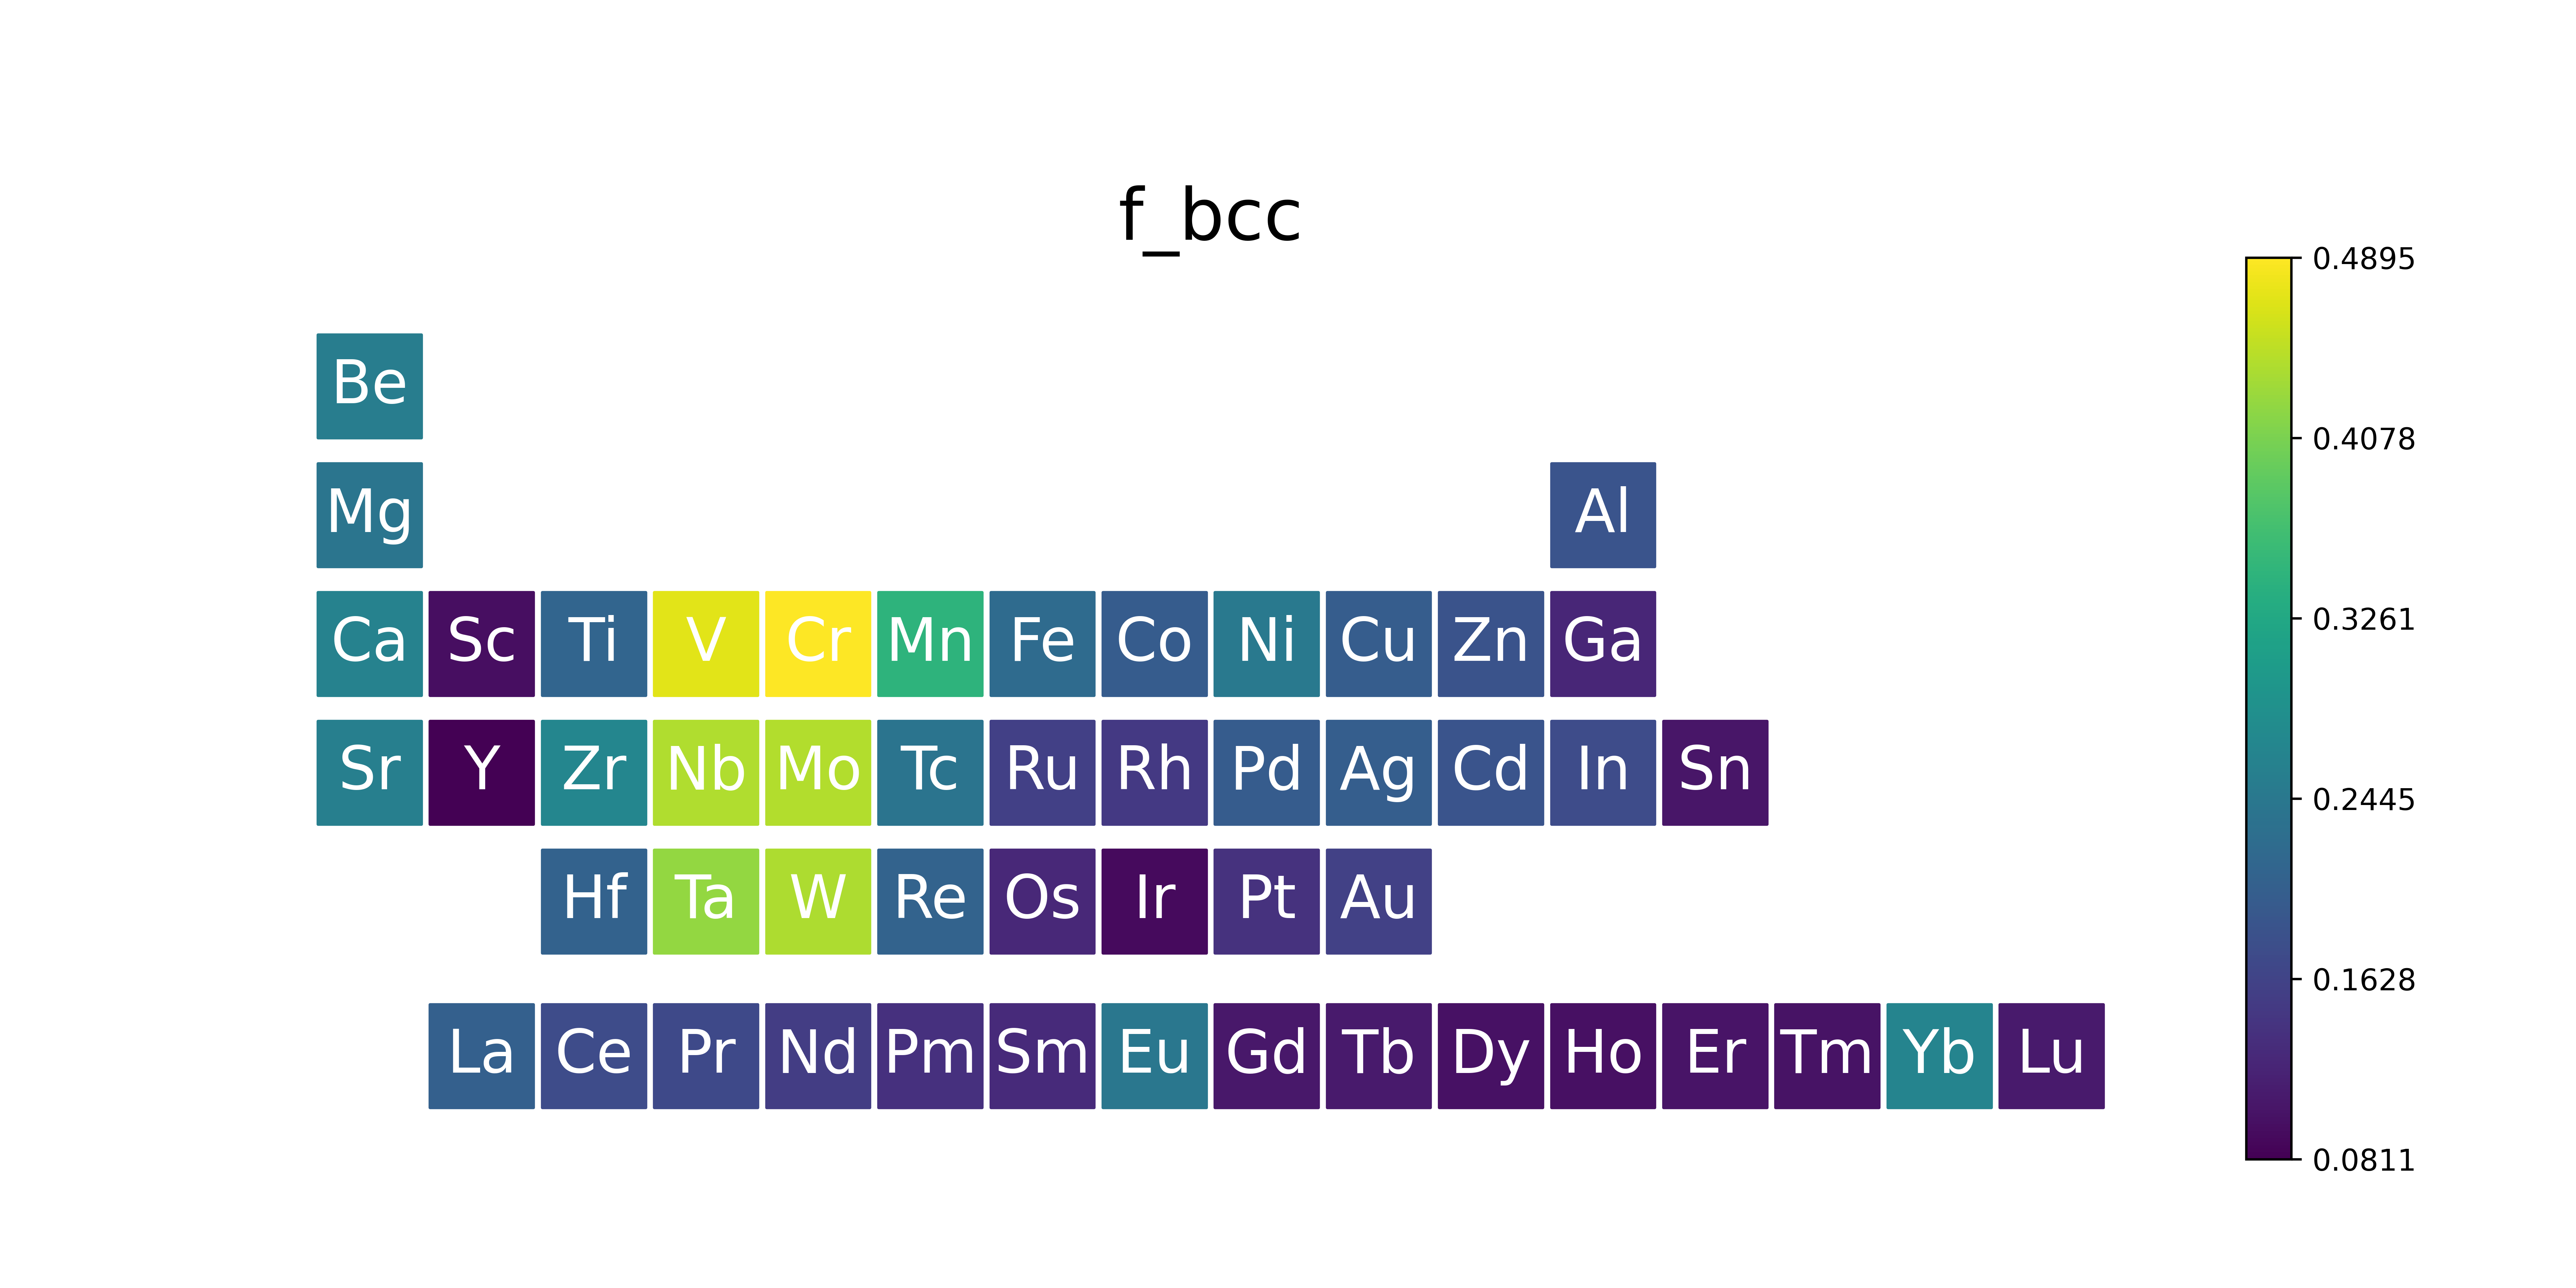 f_bcc
0.4895
Be
0.4078
Mg Al
Ca Sc Ti V Cr Mn Fe Co Ni Cu Zn Ga
0.3261
Sr Y Zr Nb Mo Tc Ru Rh Pd Ag Cd In Sn
0.2445
Hf Ta W Re Os Ir Pt Au
0.1628
La Ce Pr Nd Pm Sm Eu Gd Tb Dy Ho Er Tm Yb Lu
0.0811